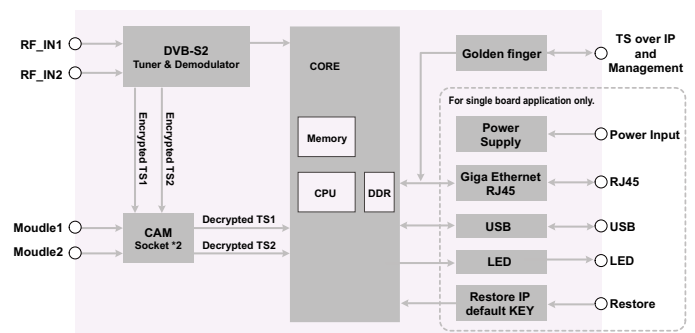 RF_IN1
RF_IN2
DVB-S2
Tuner & Demodulator
CORE
Golden finger
TS over IP
and
Management
For single board application only.
Encrypted TS1
Encrypted TS2
Memory
Power
Supply
Power Input
CPU
DDR
Giga Ethernet
RJ45
RJ45
Moudle1
Moudle2
CAM
Socket *2
Decrypted TS1
Decrypted TS2
USB
USB
LED
LED
Restore IP
default KEY
Restore